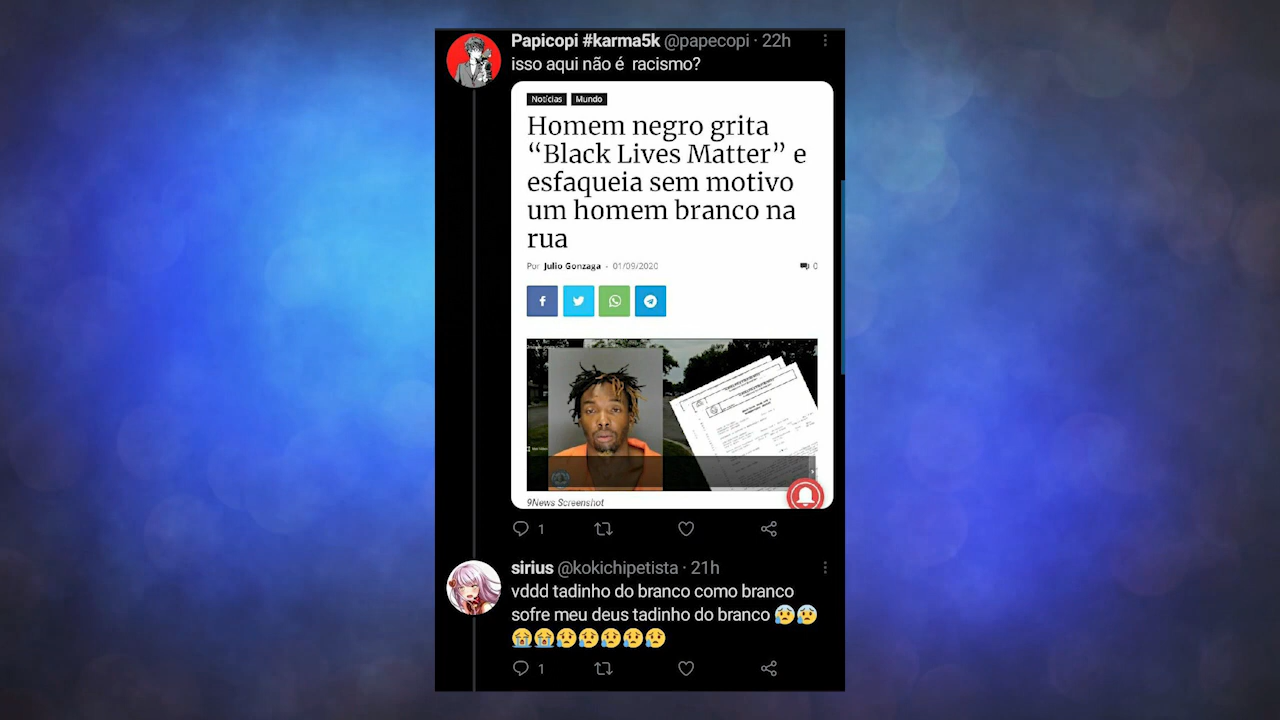 Papicopi #karma5k @papecopi · 22h
isso aqui não é racismo?
Notícias Mundo
Homem negro grita
“Black Lives Matter” e
esfaqueia sem motivo
um homem branco na
rua
Por Julio Gonzaga - 01/09/2020 0
9News Screenshot
1
sirius @kokichipetista · 21h
vddd tadinho do branco como branco
sofre meu deus tadinho do branco 😰😰
😭😭😥😥😥😥😥
1